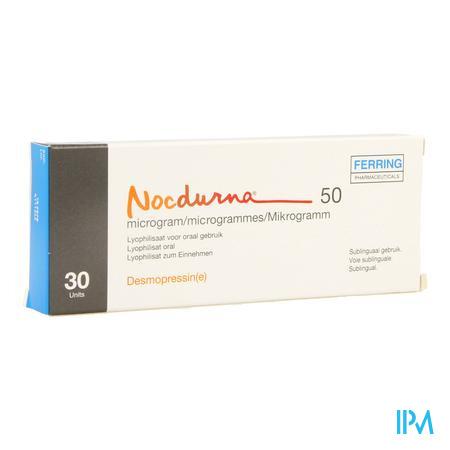 Nocdurna® 50
microgram/microgrammes/Mikrogramm
Lyophilisaat voor oraal gebruik
Lyophilisat oral
Lyophilisat zum Einnehmen
Desmopressin(e)
30
Units
FERRING
PHARMACEUTICALS
Sublinguaal gebruik.
Voie sublinguale
Sublingual.
IPM